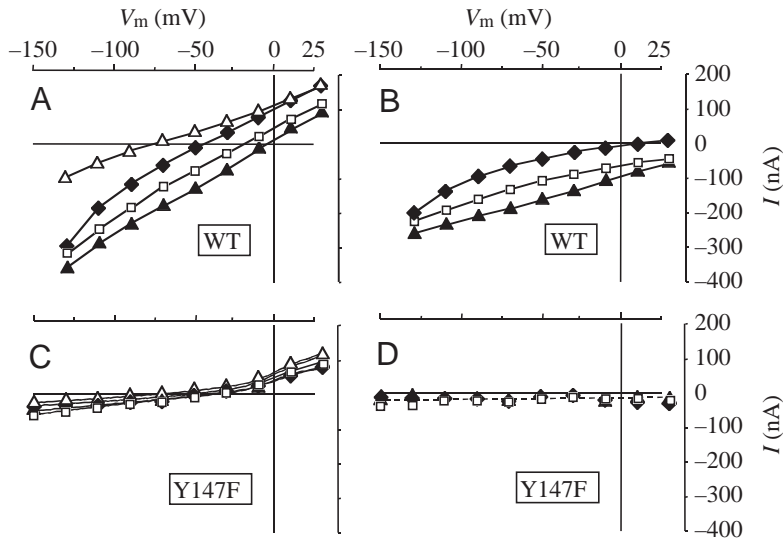 Vm (mV) Vm (mV)
–150 –100 –50 0 25 –150 –100 –50 0 25
A B
200
100
0
–100
–200
–300
–400
I (nA)
WT WT
C D
200
100
0
–100
–200
–300
–400
I (nA)
Y147F Y147F